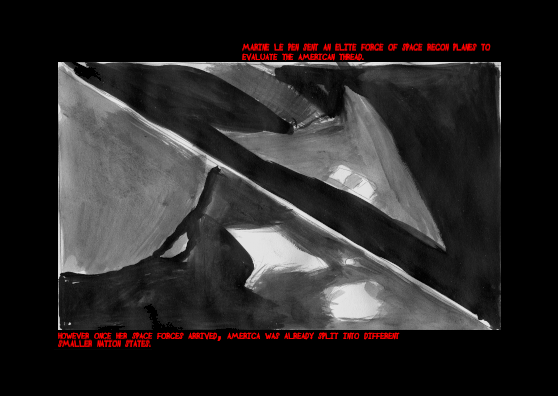 MARINE LE PEN SENT AN ELITE FORCE OF SPACE RECON PLANES TO
EVALUATE THE AMERICAN THREAD.
HOWEVER ONCE HER SPACE FORCES ARRIVED, AMERICA WAS ALREADY SPLIT INTO DIFFERENT
SMALLER NATION STATES.